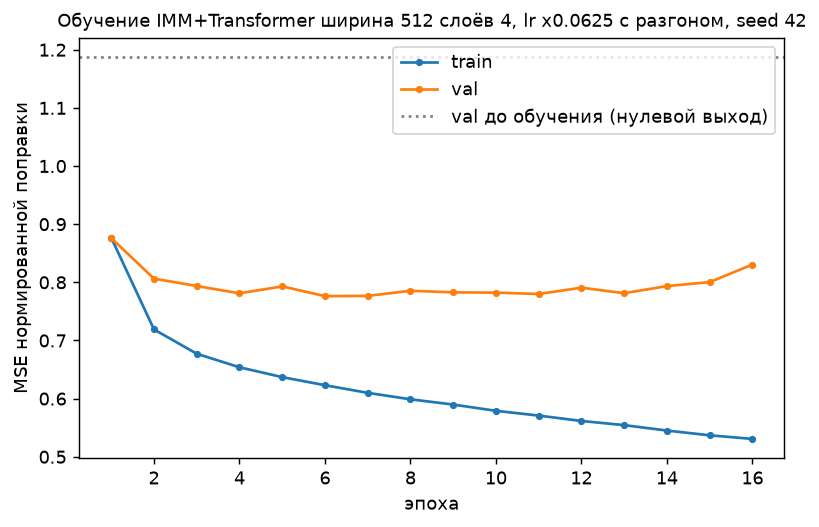 Обучение IMM+Transformer ширина 512 слоёв 4, lr x0.0625 с разгоном, seed 42
1.2
1.1
1.0
0.9
0.8
0.7
0.6
0.5
MSE нормированной поправки
train
val
val до обучения (нулевой выход)
2 4 6 8 10 12 14 16
эпоха